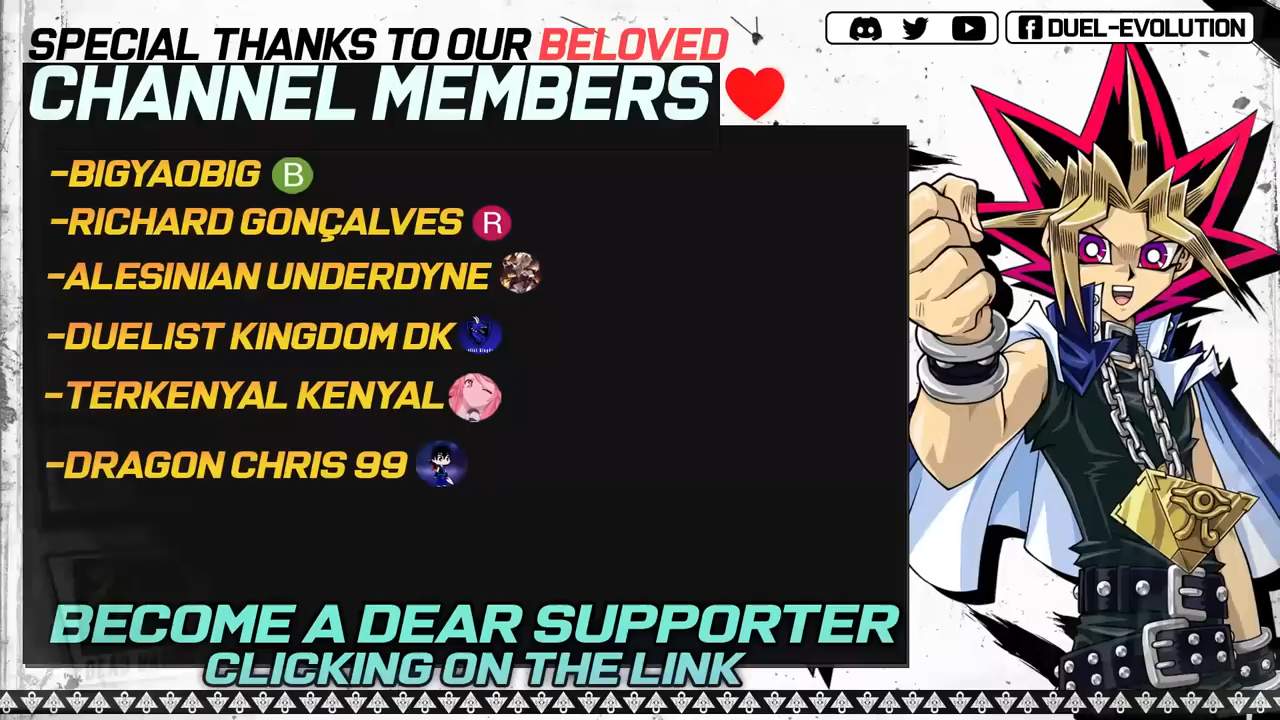 SPECIAL THANKS TO OUR BELOVED
CHANNEL MEMBERS
DUEL-EVOLUTION
-BIGYAOBIG B
-RICHARD GONÇALVES R
-ALESINIAN UNDERDYNE
-DUELIST KINGDOM DK
-TERKENYAL KENYAL
-DRAGON CHRIS 99
BECOME A DEAR SUPPORTER
CLICKING ON THE LINK